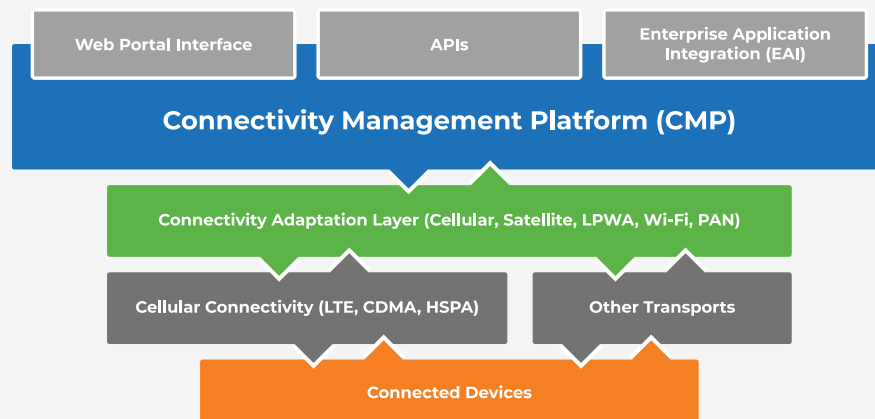 Web Portal Interface
APIs
Enterprise Application
Integration (EAI)
Connectivity Management Platform (CMP)
Connectivity Adaptation Layer (Cellular, Satellite, LPWA, Wi-Fi, PAN)
Cellular Connectivity (LTE, CDMA, HSPA)
Other Transports
Connected Devices